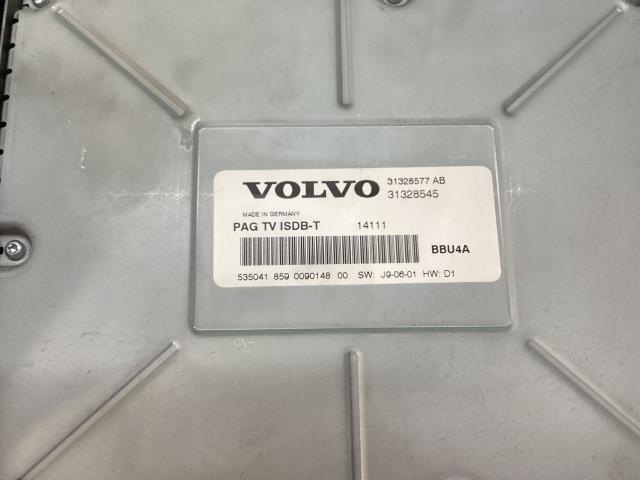 VOLVO 31328577 AB
31328545
MADE IN GERMANY
PAG TV ISDB-T 14111
BBU4A
535041 859 0090148 00 SW: J9-06-01 HW: D1